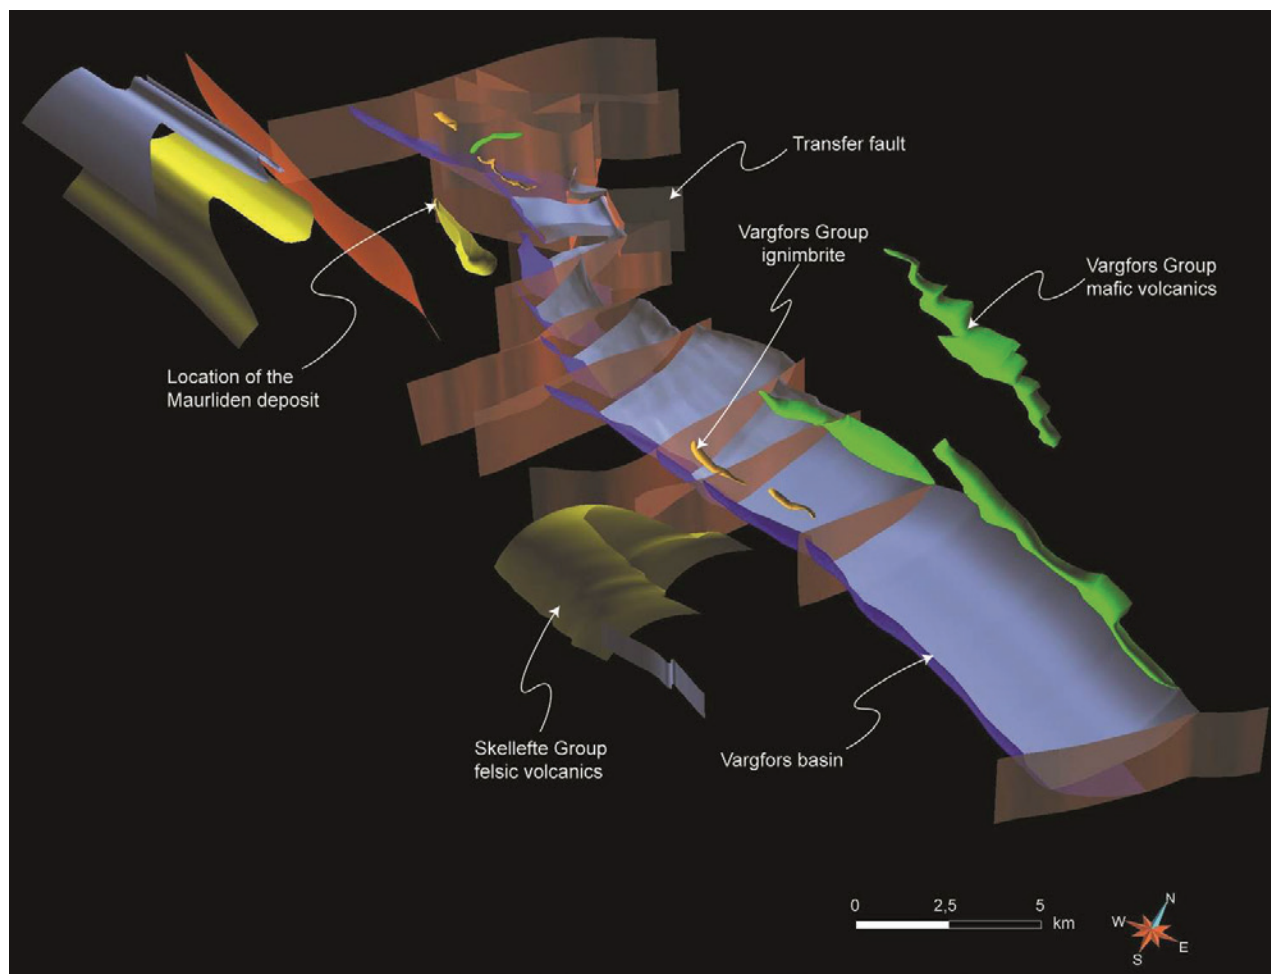 Transfer fault
Vargfors Group
ignimbrite
Vargfors Group
mafic volcanics
Location of the
Maurliden deposit
Skellefte Group
felsic volcanics
Vargfors basin
0 2,5 5
km
N
W
E
S